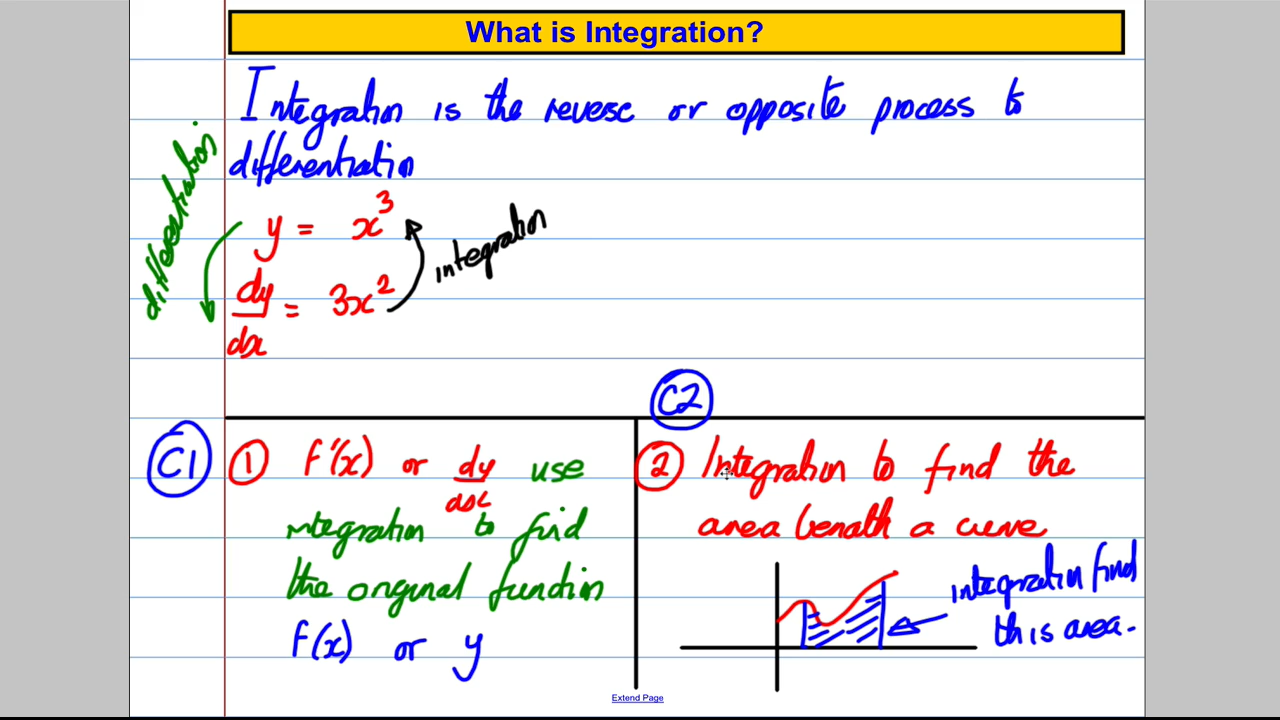 What is Integration?
Integration is the reverse or opposite process to
differentiation
differentiation
y = x³
integration
dy/dx = 3x²
C2
C1
① f'(x) or dy/dx use
integration to find
the original function
f(x) or y
② Integration to find the
area benath a curve
integration find
this area.
Extend Page